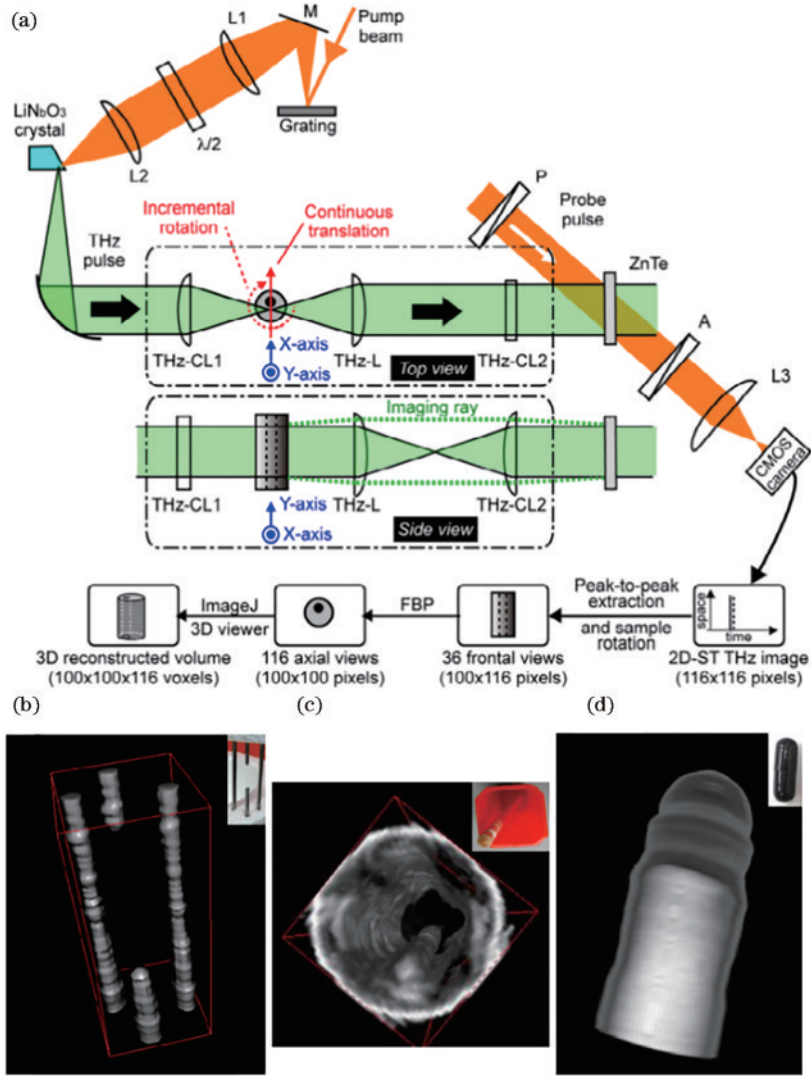 (a)
M
L1
Pump
beam
LiNbO3
crystal
λ/2
Grating
L2
P
Incremental
rotation
Continuous
translation
Probe
pulse
THz
pulse
ZnTe
THz-CL1
X-axis
Y-axis
THz-L
THz-CL2
Top view
A
L3
Imaging ray
CMOS
camera
THz-CL1
Y-axis
X-axis
THz-L
THz-CL2
Side view
ImageJ
3D viewer
FBP
Peak-to-peak
extraction
and sample
rotation
space
time
3D reconstructed volume
(100x100x116 voxels)
116 axial views
(100x100 pixels)
36 frontal views
(100x116 pixels)
2D-ST THz image
(116x116 pixels)
(b)
(c)
(d)